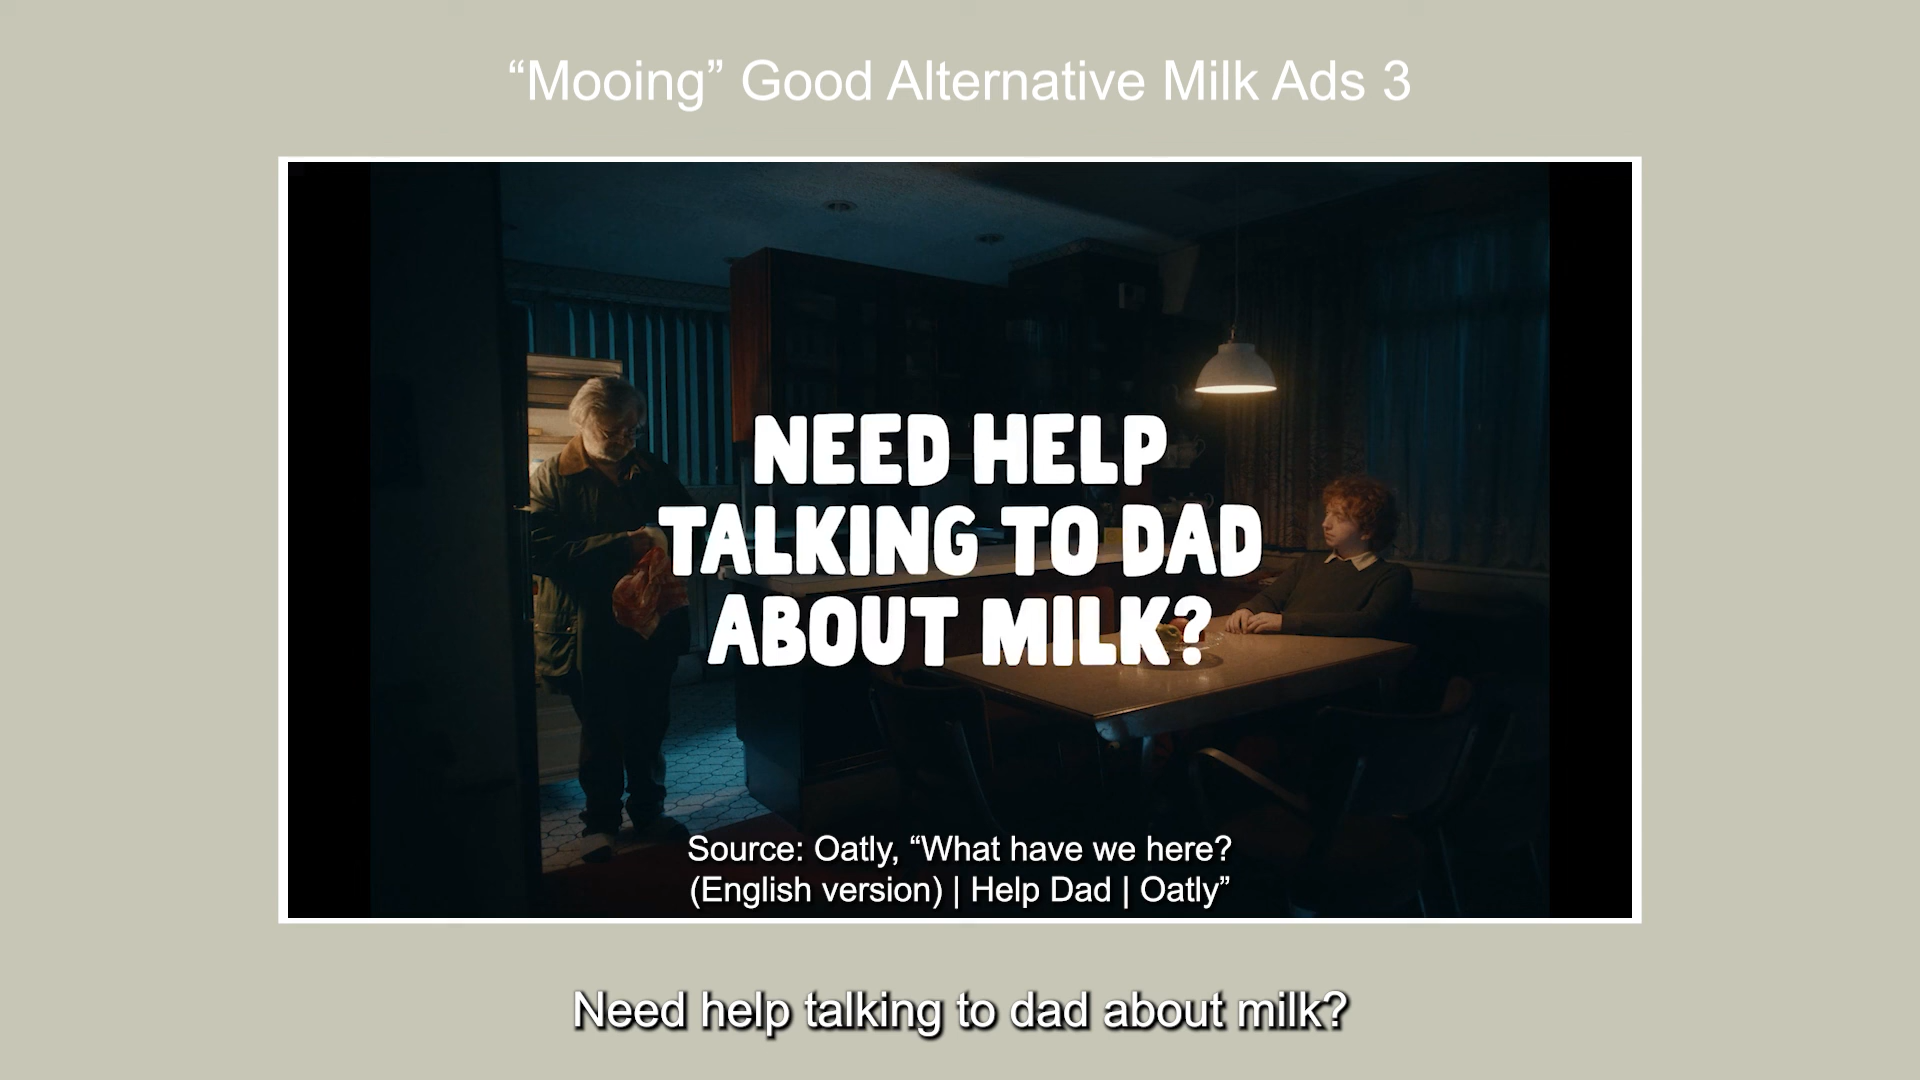 “Mooing” Good Alternative Milk Ads 3
NEED HELP
TALKING TO DAD
ABOUT MILK?
Source: Oatly, “What have we here?
(English version) | Help Dad | Oatly”
Need help talking to dad about milk?